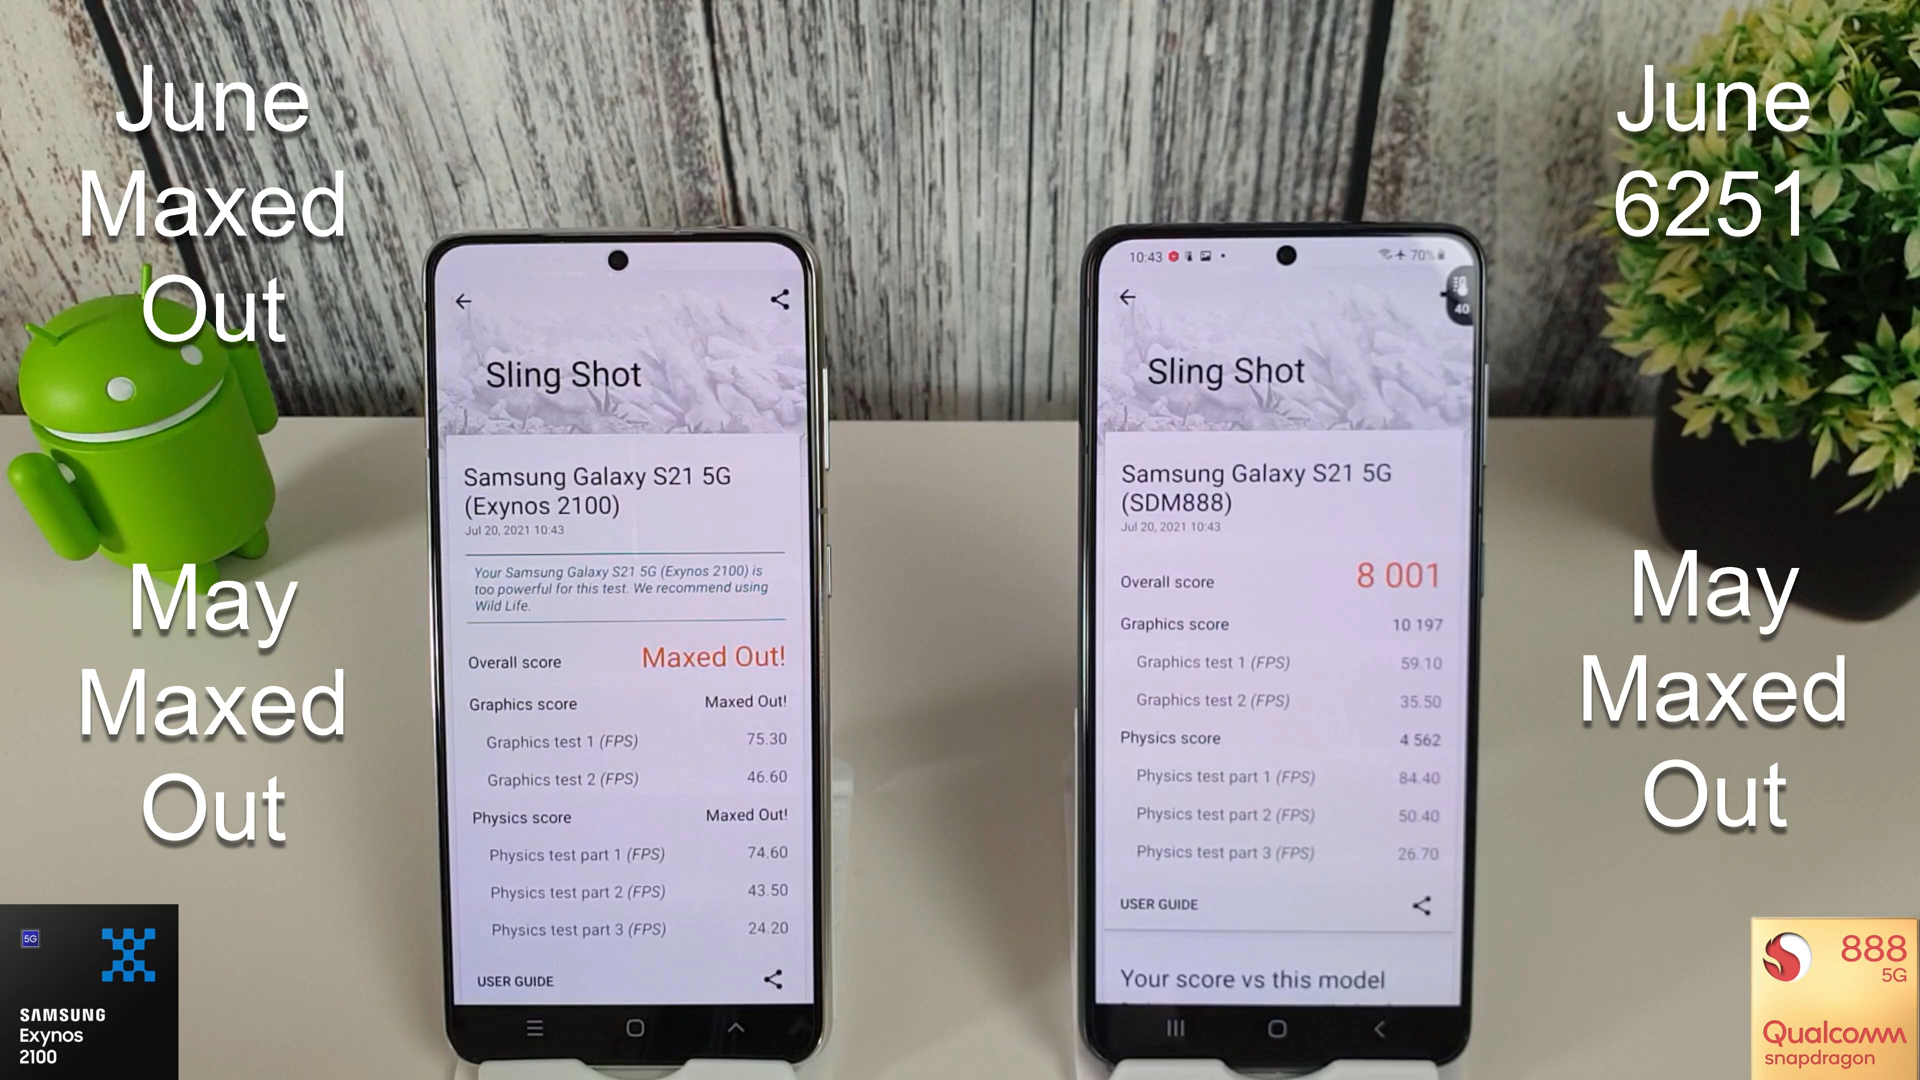 June
Maxed
Out
May
Maxed
Out
5G
SAMSUNG
Exynos
2100
Sling Shot
Samsung Galaxy S21 5G
(Exynos 2100)
Jul 20, 2021 10:43
Your Samsung Galaxy S21 5G (Exynos 2100) is
too powerful for this test. We recommend using
Wild Life.
Overall score Maxed Out!
Graphics score Maxed Out!
Graphics test 1 (FPS) 75.30
Graphics test 2 (FPS) 46.60
Physics score Maxed Out!
Physics test part 1 (FPS) 74.60
Physics test part 2 (FPS) 43.50
Physics test part 3 (FPS) 24.20
USER GUIDE
10:43 70%
40
Sling Shot
Samsung Galaxy S21 5G
(SDM888)
Jul 20, 2021 10:43
Overall score 8 001
Graphics score 10 197
Graphics test 1 (FPS) 59.10
Graphics test 2 (FPS) 35.50
Physics score 4 562
Physics test part 1 (FPS) 84.40
Physics test part 2 (FPS) 50.40
Physics test part 3 (FPS) 26.70
USER GUIDE
Your score vs this model
June
6251
May
Maxed
Out
888
5G
Qualcomm
snapdragon